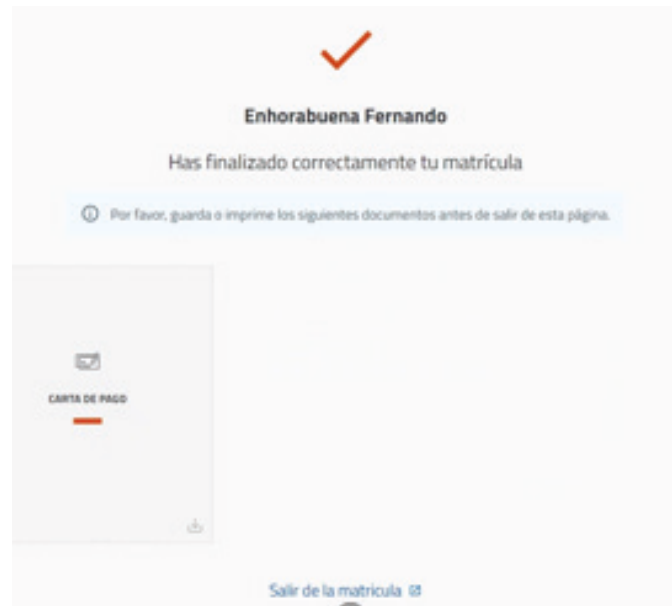 Enhorabuena Fernando
Has finalizado correctamente tu matrícula
Por favor, guarda o imprime los siguientes documentos antes de salir de esta página.
CARTA DE PAGO
Salir de la matricula